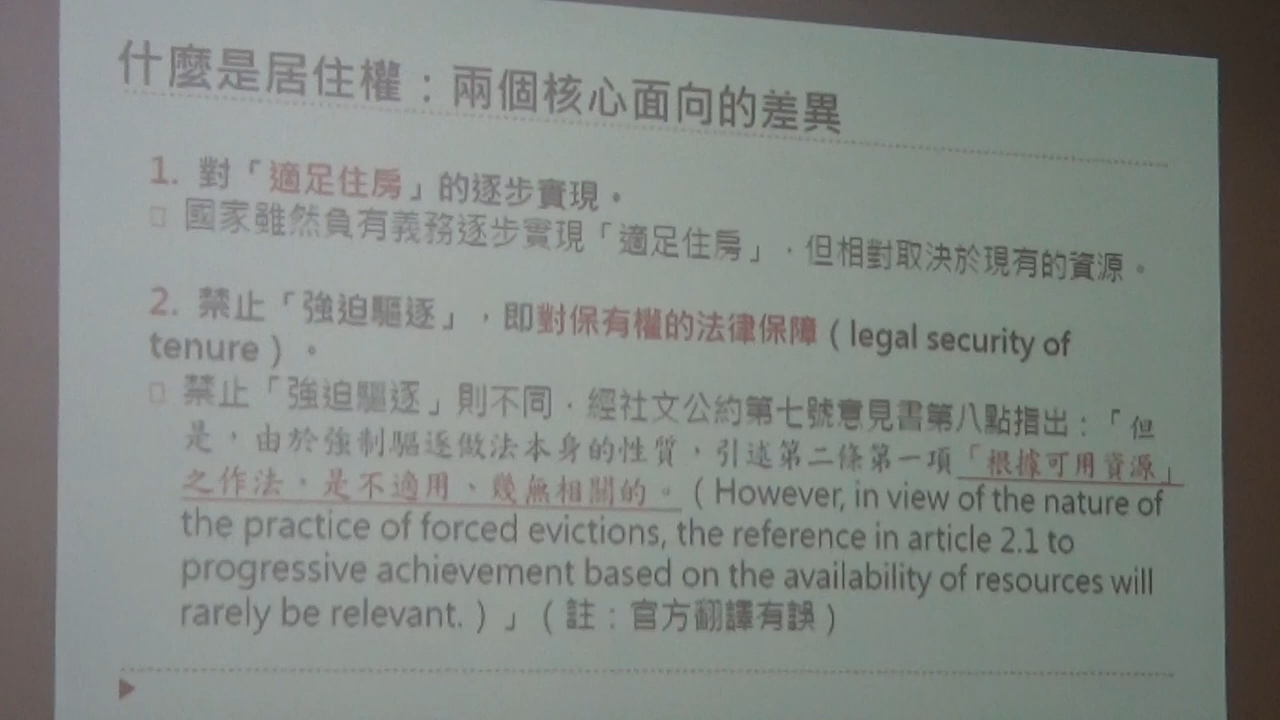 什麼是居住權：兩個核心面向的差異
1. 對「適足住房」的逐步實現。
國家雖然負有義務逐步實現「適足住房」，但相對取決於現有的資源。
2. 禁止「強迫驅逐」，即對保有權的法律保障（legal security of
tenure）。
禁止「強迫驅逐」則不同，經社文公約第七號意見書第八點指出：「但
是，由於強制驅逐做法本身的性質，引述第二條第一項「根據可用資源」
之作法，是不適用、幾無相關的。（However, in view of the nature of
the practice of forced evictions, the reference in article 2.1 to
progressive achievement based on the availability of resources will
rarely be relevant.）」（註：官方翻譯有誤）